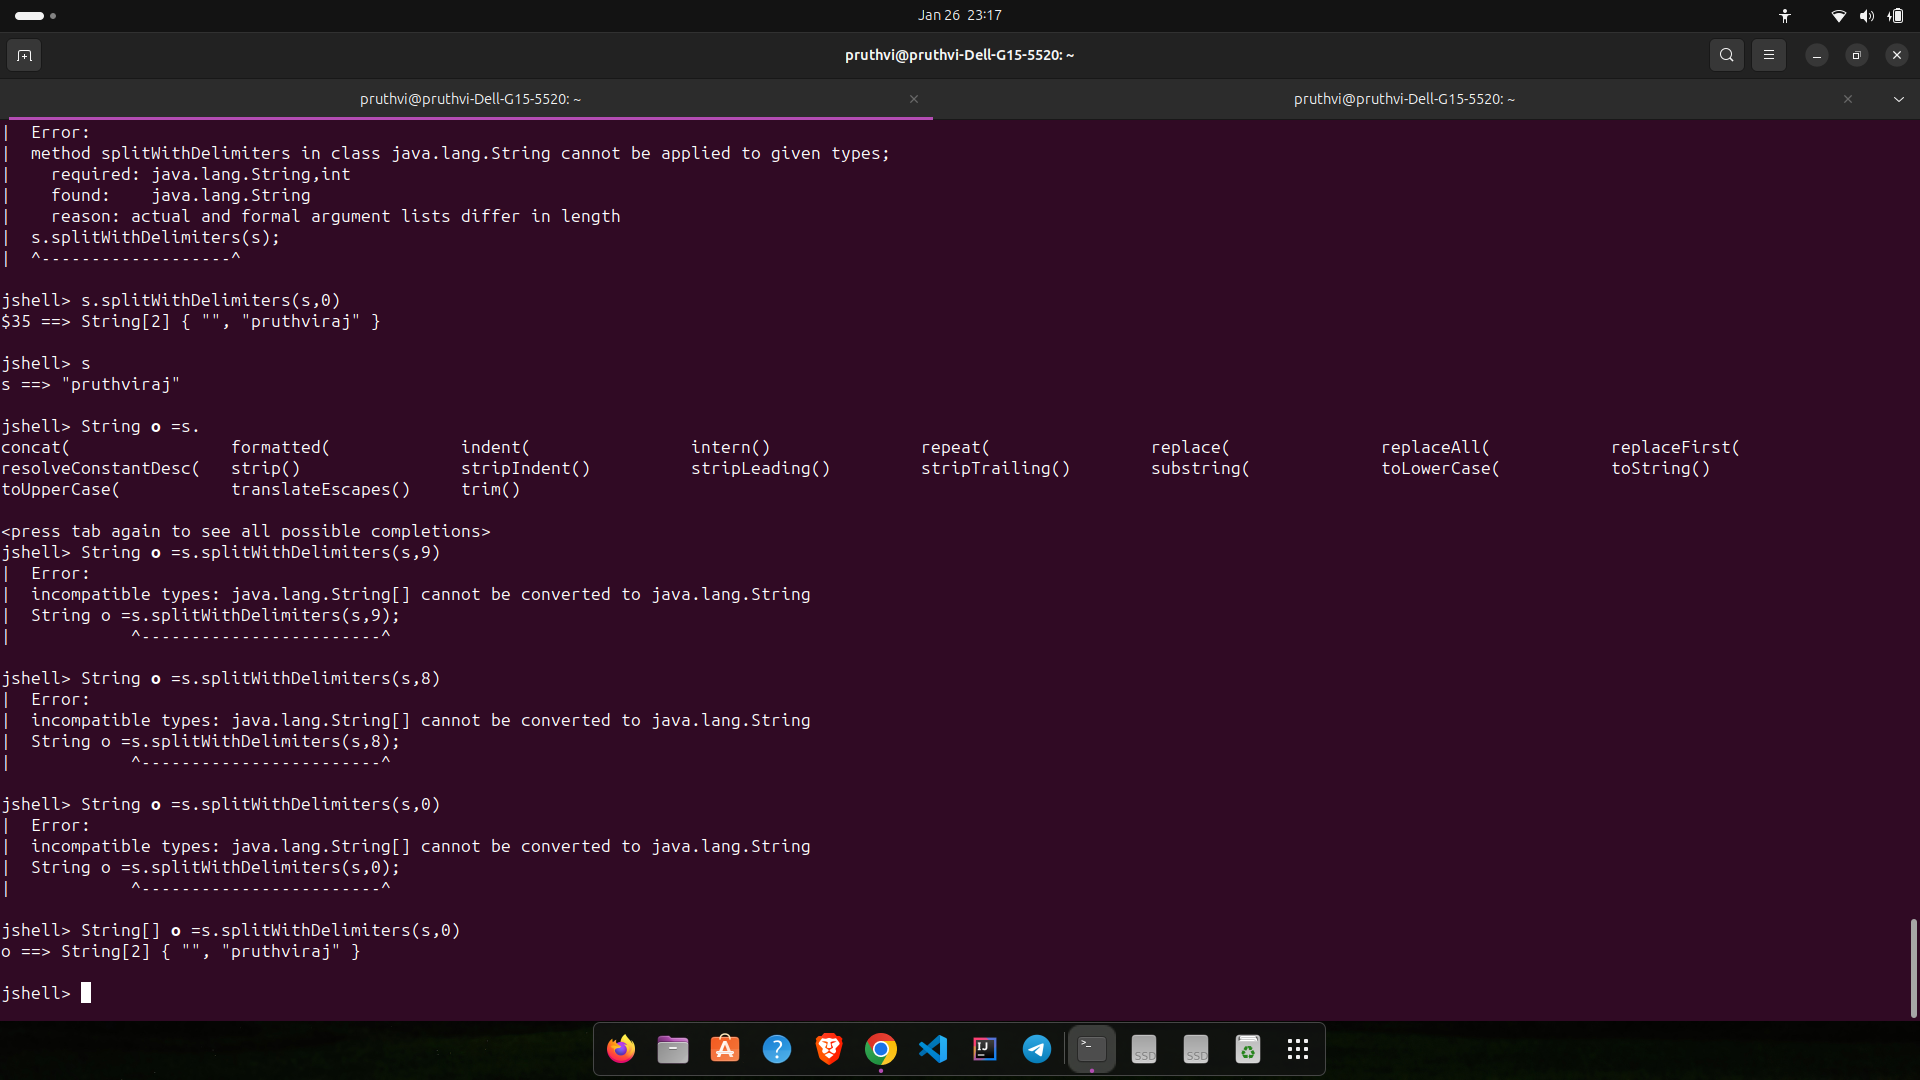 Jan 26 23:17
pruthvi@pruthvi-Dell-G15-5520: ~
pruthvi@pruthvi-Dell-G15-5520: ~
pruthvi@pruthvi-Dell-G15-5520: ~
|  Error:
|  method splitWithDelimiters in class java.lang.String cannot be applied to given types;
|    required: java.lang.String,int
|    found:    java.lang.String
|    reason: actual and formal argument lists differ in length
|  s.splitWithDelimiters(s);
|  ^-------------------^
jshell> s.splitWithDelimiters(s,0)
$35 ==> String[2] { "", "pruthviraj" }
jshell> s
s ==> "pruthviraj"
jshell> String o =s.
concat(                formatted(             indent(                intern()               repeat(                replace(               replaceAll(            replaceFirst(
resolveConstantDesc(   strip()                stripIndent()          stripLeading()         stripTrailing()        substring(             toLowerCase(           toString()
toUpperCase(           translateEscapes()     trim()
<press tab again to see all possible completions>
jshell> String o =s.splitWithDelimiters(s,9)
|  Error:
|  incompatible types: java.lang.String[] cannot be converted to java.lang.String
|  String o =s.splitWithDelimiters(s,9);
|            ^------------------------^
jshell> String o =s.splitWithDelimiters(s,8)
|  Error:
|  incompatible types: java.lang.String[] cannot be converted to java.lang.String
|  String o =s.splitWithDelimiters(s,8);
|            ^------------------------^
jshell> String o =s.splitWithDelimiters(s,0)
|  Error:
|  incompatible types: java.lang.String[] cannot be converted to java.lang.String
|  String o =s.splitWithDelimiters(s,0);
|            ^------------------------^
jshell> String[] o =s.splitWithDelimiters(s,0)
o ==> String[2] { "", "pruthviraj" }
jshell>
IJ
>_
SSD
SSD